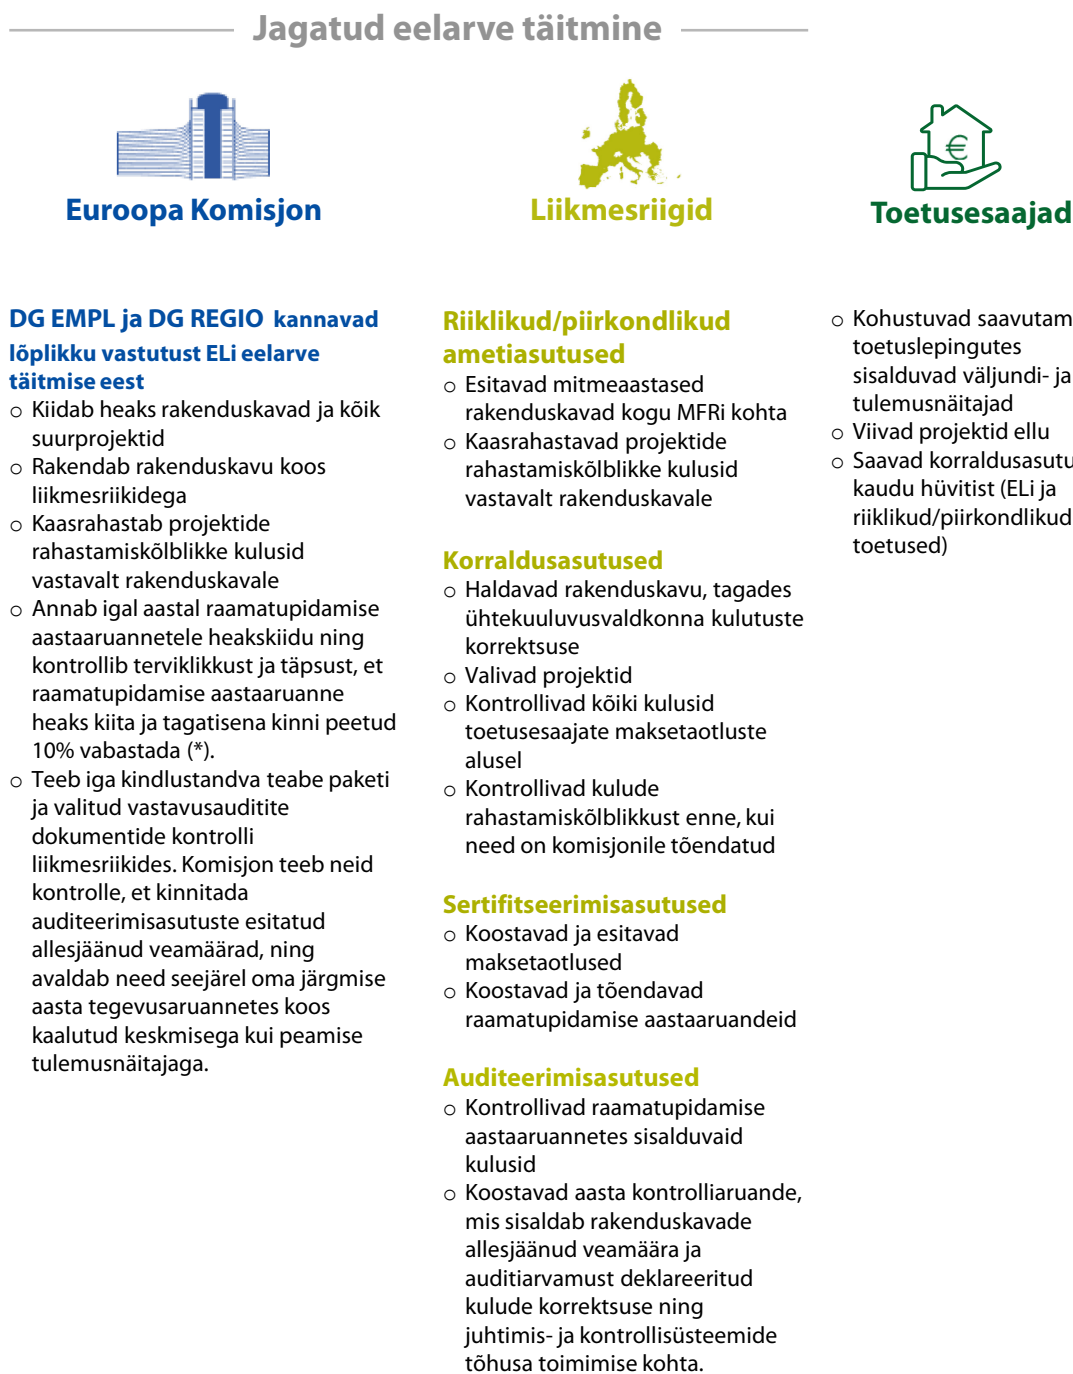 Jagatud eelarve täitmine
Euroopa Komisjon
Liikmesriigid
€
Toetusesaajad
DG EMPL ja DG REGIO kannavad
lõplikku vastutust ELi eelarve
täitmise eest
○ Kiidab heaks rakenduskavad ja kõik
suurprojektid
○ Rakendab rakenduskavu koos
liikmesriikidega
○ Kaasrahastab projektide
rahastamiskõlblikke kulusid
vastavalt rakenduskavale
○ Annab igal aastal raamatupidamise
aastaaruannetele heakskiidu ning
kontrollib terviklikkust ja täpsust, et
raamatupidamise aastaaruanne
heaks kiita ja tagatisena kinni peetud
10% vabastada (*).
○ Teeb iga kindlustandva teabe paketi
ja valitud vastavusauditite
dokumentide kontrolli
liikmesriikides. Komisjon teeb neid
kontrolle, et kinnitada
auditeerimisasutuste esitatud
allesjäänud veamäärad, ning
avaldab need seejärel oma järgmise
aasta tegevusaruannetes koos
kaalutud keskmisega kui peamise
tulemusnäitajaga.
Riiklikud/piirkondlikud
ametiasutused
○ Esitavad mitmeaastased
rakenduskavad kogu MFRi kohta
○ Kaasrahastavad projektide
rahastamiskõlblikke kulusid
vastavalt rakenduskavale
Korraldusasutused
○ Haldavad rakenduskavu, tagades
ühtekuuluvusvaldkonna kulutuste
korrektsuse
○ Valivad projektid
○ Kontrollivad kõiki kulusid
toetusesaajate maksetaotluste
alusel
○ Kontrollivad kulude
rahastamiskõlblikkust enne, kui
need on komisjonile tõendatud
Sertifitseerimisasutused
○ Koostavad ja esitavad
maksetaotlused
○ Koostavad ja tõendavad
raamatupidamise aastaaruandeid
Auditeerimisasutused
○ Kontrollivad raamatupidamise
aastaaruannetes sisalduvaid
kulusid
○ Koostavad aasta kontrolliaruande,
mis sisaldab rakenduskavade
allesjäänud veamäära ja
auditiarvamust deklareeritud
kulude korrektsuse ning
juhtimis- ja kontrollisüsteemide
tõhusa toimimise kohta.
○ Kohustuvad saavutam
toetuslepingutes
sisalduvad väljundi- ja
tulemusnäitajad
○ Viivad projektid ellu
○ Saavad korraldusasutu
kaudu hüvitist (ELi ja
riiklikud/piirkondlikud
toetused)